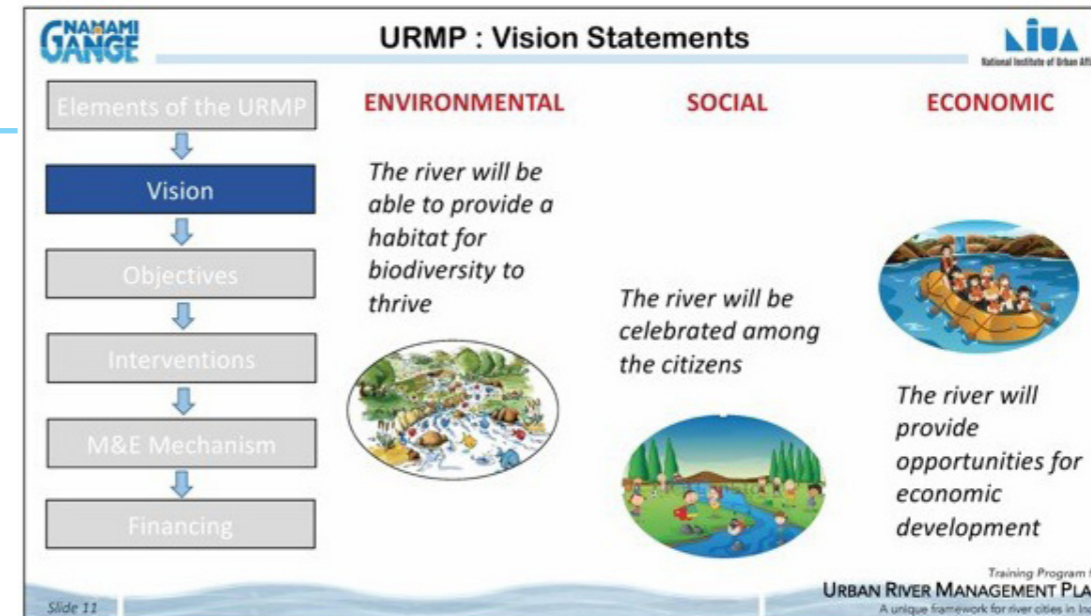 NAMAMI
GANGE
URMP : Vision Statements
NIUA
National Institute of Urban Affa
Elements of the URMP
Vision
Objectives
Interventions
M&E Mechanism
Financing
ENVIRONMENTAL
The river will be
able to provide a
habitat for
biodiversity to
thrive
SOCIAL
The river will be
celebrated among
the citizens
ECONOMIC
The river will
provide
opportunities for
economic
development
Training Program
URBAN RIVER MANAGEMENT PLA
A unique framework for river cities in
Slide 11